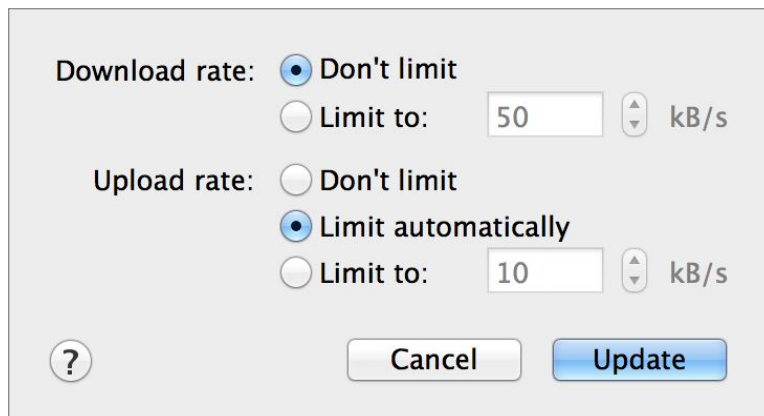 Download rate: Don't limit
Limit to: 50 kB/s
Upload rate: Don't limit
Limit automatically
Limit to: 10 kB/s
? Cancel Update